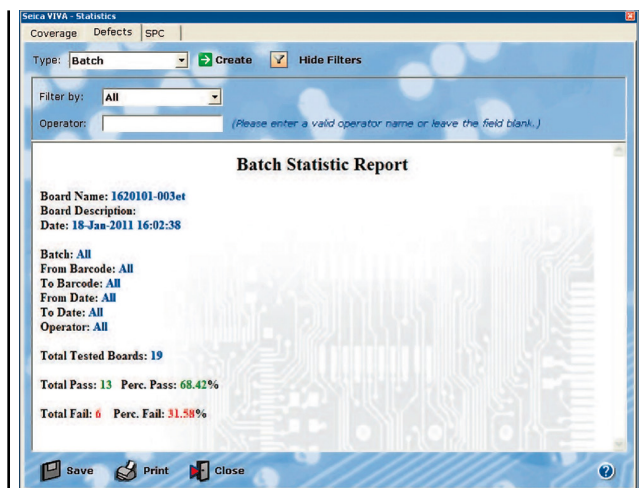 Seica VIVA - Statistics
Coverage Defects SPC
Type: Batch Create Hide Filters
Filter by: All
Operator: (Please enter a valid operator name or leave the field blank.)
Batch Statistic Report
Board Name: 1620101-003et
Board Description:
Date: 18-Jan-2011 16:02:38
Batch: All
From Barcode: All
To Barcode: All
From Date: All
To Date: All
Operator: All
Total Tested Boards: 19
Total Pass: 13 Perc. Pass: 68.42%
Total Fail: 6 Perc. Fail: 31.58%
Save Print Close ?